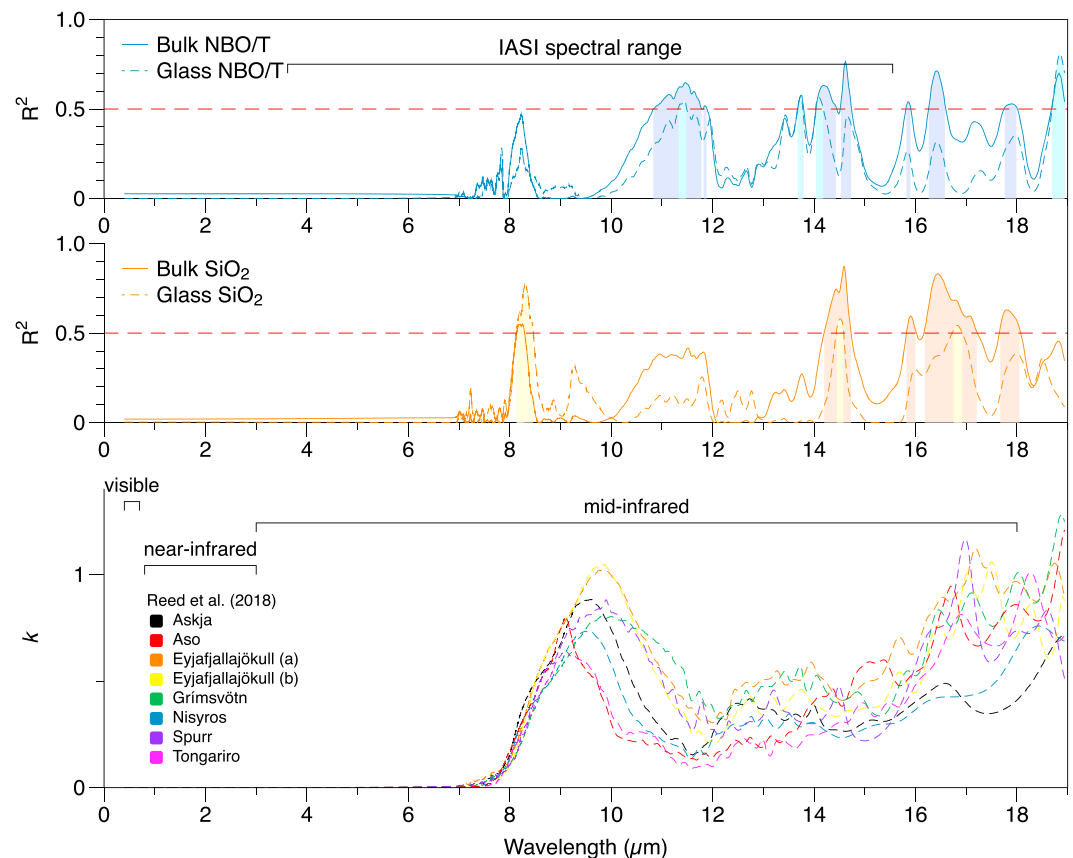 1.0
Bulk NBO/T
Glass NBO/T
IASI spectral range
R²
0.5
0
0 2 4 6 8 10 12 14 16 18
1.0
Bulk SiO₂
Glass SiO₂
R²
0.5
0
0 2 4 6 8 10 12 14 16 18
visible
mid-infrared
near-infrared
1
k
Reed et al. (2018)
Askja
Aso
Eyjafjallajökull (a)
Eyjafjallajökull (b)
Grímsvötn
Nisyros
Spurr
Tongariro
0
0 2 4 6 8 10 12 14 16 18
Wavelength (µm)